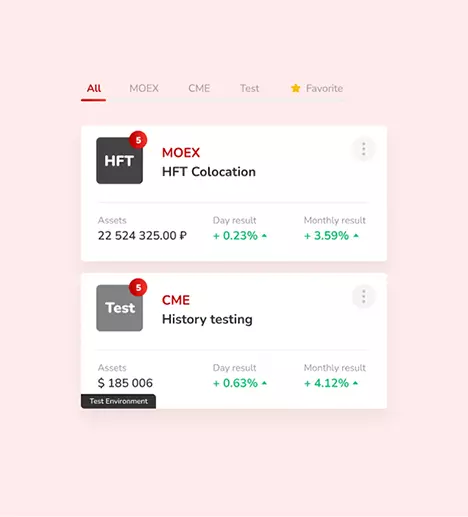 All MOEX CME Test Favorite
5
HFT
MOEX
HFT Colocation
Assets Day result Monthly result
22 524 325.00 ₽ + 0.23% + 3.59%
5
Test
CME
History testing
Assets Day result Monthly result
$ 185 006 + 0.63% + 4.12%
Test Environment